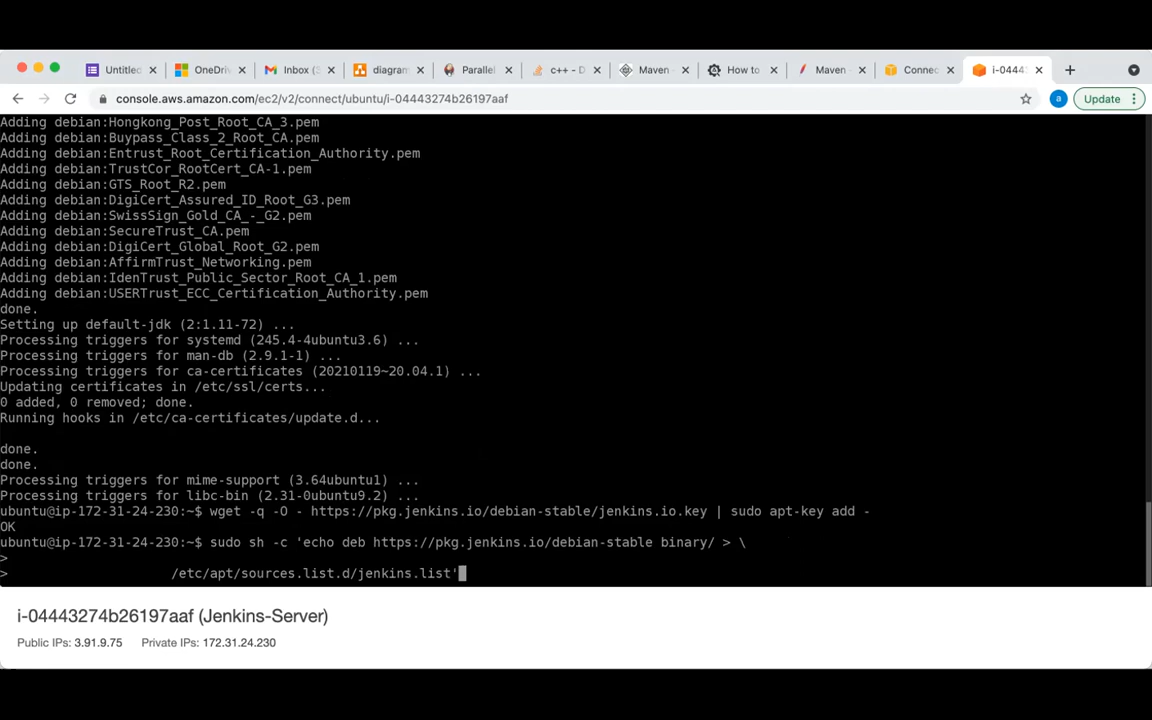 Untitled
OneDri
Inbox (3
diagram
Parallel
c++ - D
Maven -
How to
Maven –
Connec
i-0444
console.aws.amazon.com/ec2/v2/connect/ubuntu/i-04443274b26197aaf
a
Update
Adding debian:Hongkong_Post_Root_CA_3.pem
Adding debian:Buypass_Class_2_Root_CA.pem
Adding debian:Entrust_Root_Certification_Authority.pem
Adding debian:TrustCor_RootCert_CA-1.pem
Adding debian:GTS_Root_R2.pem
Adding debian:DigiCert_Assured_ID_Root_G3.pem
Adding debian:SwissSign_Gold_CA_-_G2.pem
Adding debian:SecureTrust_CA.pem
Adding debian:DigiCert_Global_Root_G2.pem
Adding debian:AffirmTrust_Networking.pem
Adding debian:IdenTrust_Public_Sector_Root_CA_1.pem
Adding debian:USERTrust_ECC_Certification_Authority.pem
done.
Setting up default-jdk (2:1.11-72) ...
Processing triggers for systemd (245.4-4ubuntu3.6) ...
Processing triggers for man-db (2.9.1-1) ...
Processing triggers for ca-certificates (20210119~20.04.1) ...
Updating certificates in /etc/ssl/certs...
0 added, 0 removed; done.
Running hooks in /etc/ca-certificates/update.d...
done.
done.
Processing triggers for mime-support (3.64ubuntu1) ...
Processing triggers for libc-bin (2.31-0ubuntu9.2) ...
ubuntu@ip-172-31-24-230:~$ wget -q -O - https://pkg.jenkins.io/debian-stable/jenkins.io.key | sudo apt-key add -
OK
ubuntu@ip-172-31-24-230:~$ sudo sh -c 'echo deb https://pkg.jenkins.io/debian-stable binary/ > \
>
> /etc/apt/sources.list.d/jenkins.list'
i-04443274b26197aaf (Jenkins-Server)
Public IPs: 3.91.9.75 Private IPs: 172.31.24.230